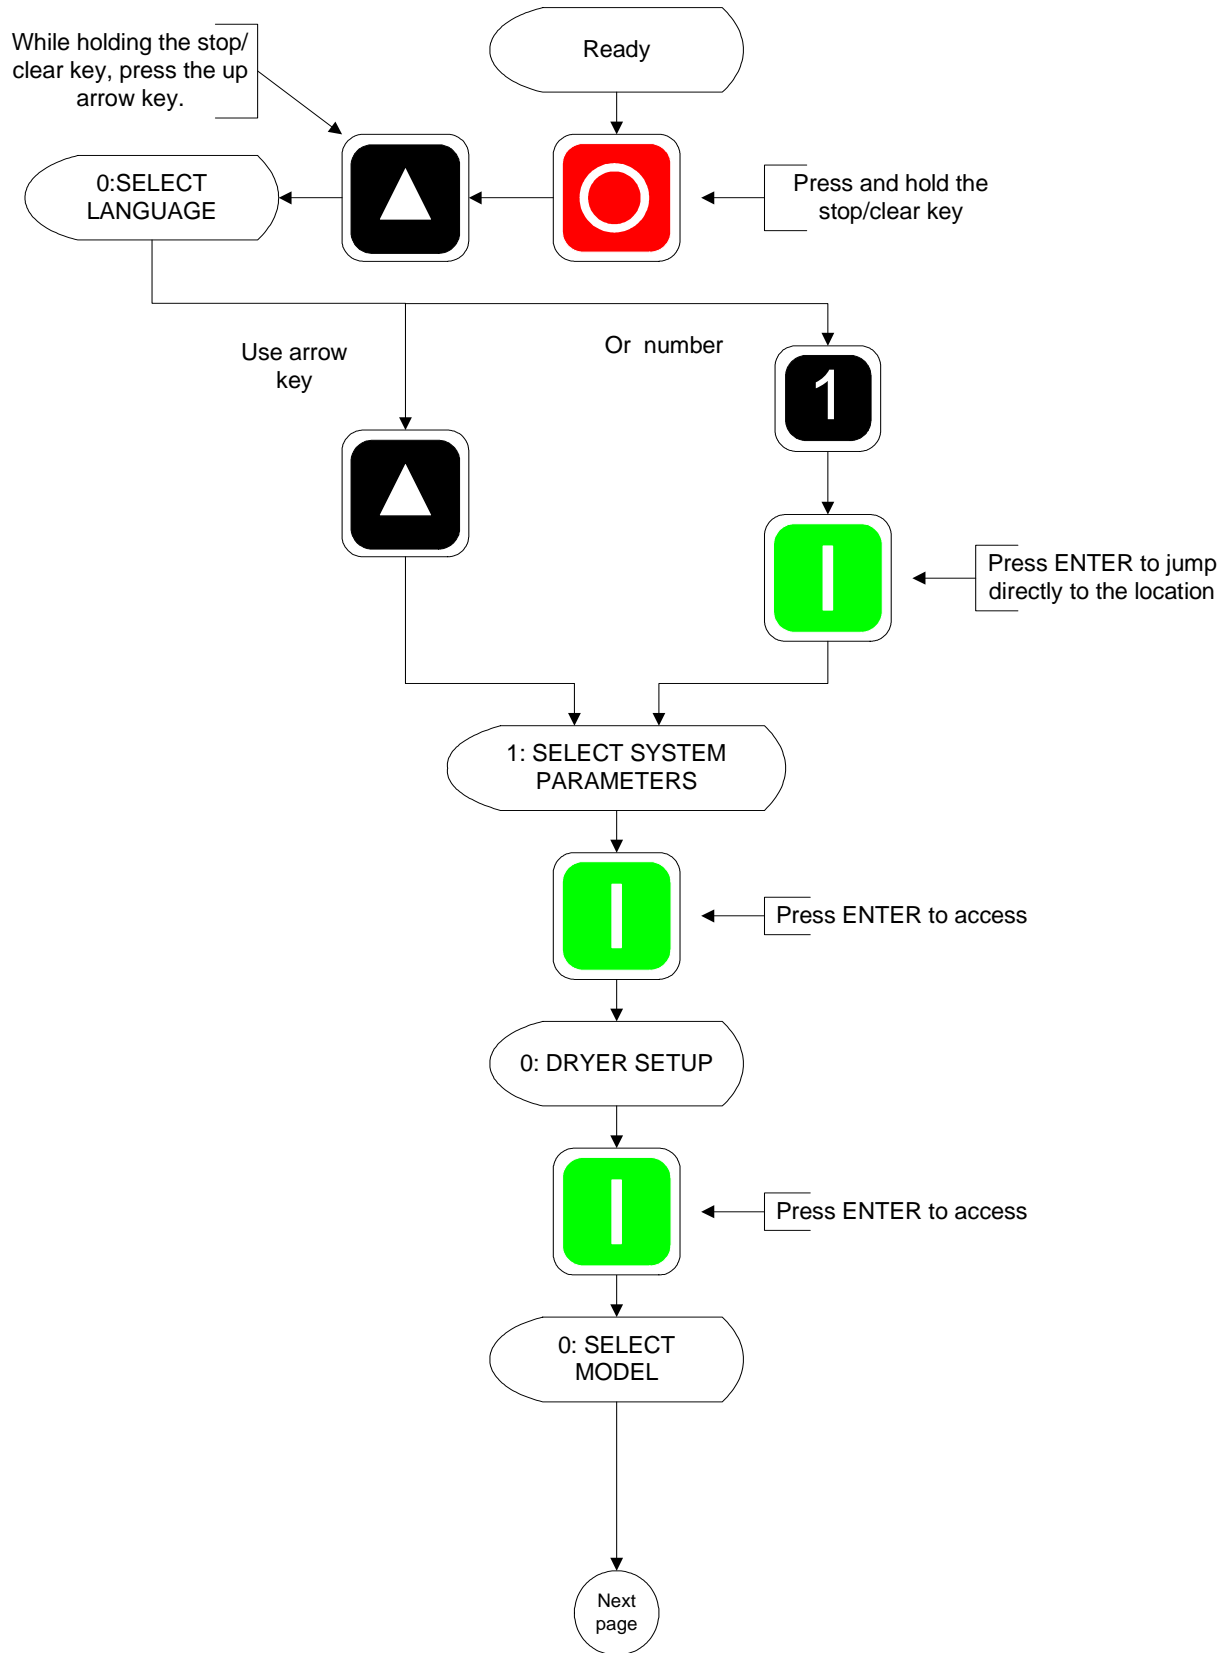 While holding the stop/
clear key, press the up
arrow key.
Ready
0:SELECT
LANGUAGE
Press and hold the
stop/clear key
Use arrow
key
Or number
1
Press ENTER to jump
directly to the location
1: SELECT SYSTEM
PARAMETERS
Press ENTER to access
0: DRYER SETUP
Press ENTER to access
0: SELECT
MODEL
Next
page